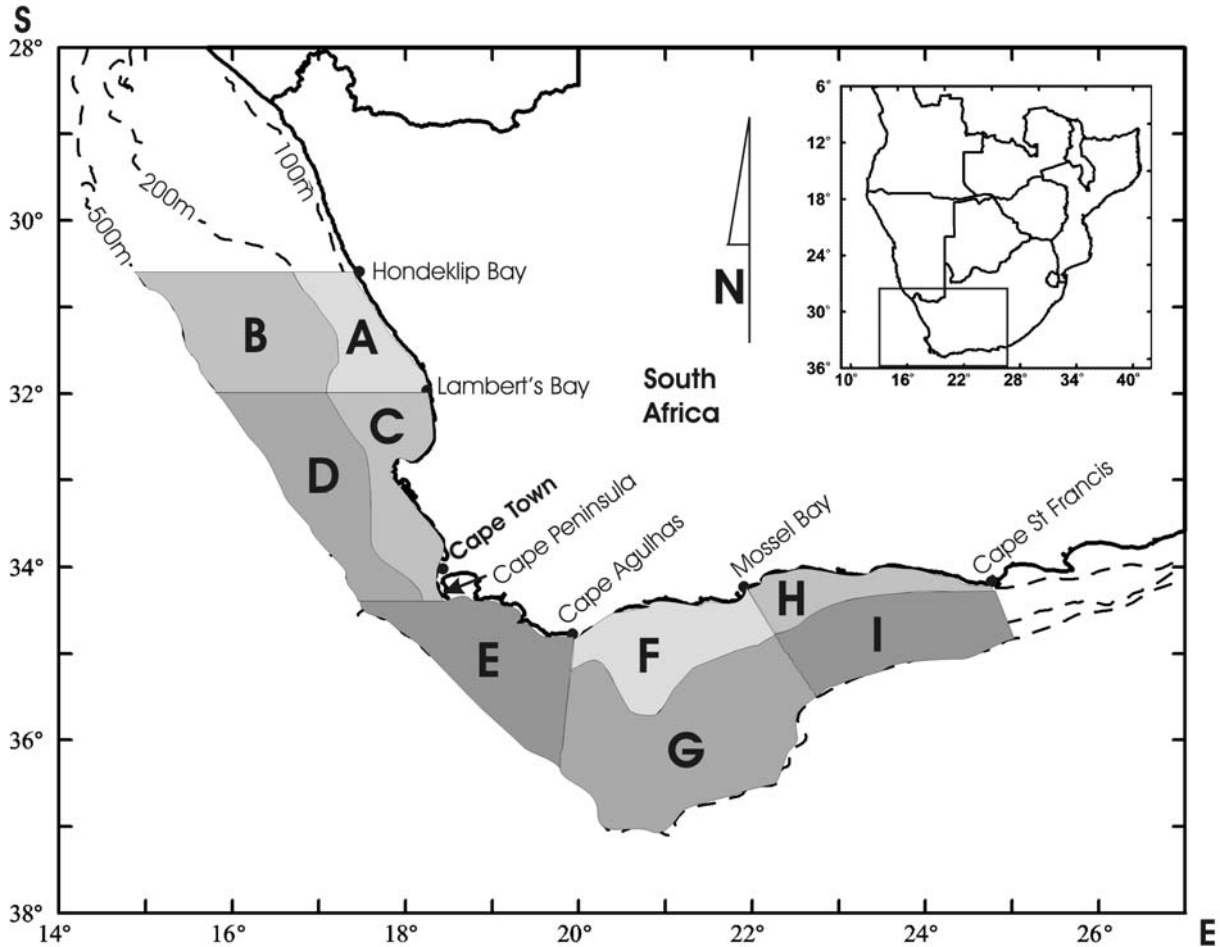 S
28°
30°
32°
34°
36°
38°
14°
16°
18°
20°
22°
24°
26°
E
500m
200m
100m
Hondeklip Bay
Lambert's Bay
Cape Town
Cape Peninsula
Cape Agulhas
Mossel Bay
Cape St Francis
South
Africa
N
A
B
C
D
E
F
G
H
I
6°
12°
18°
24°
30°
36°
10°
16°
22°
28°
34°
40°